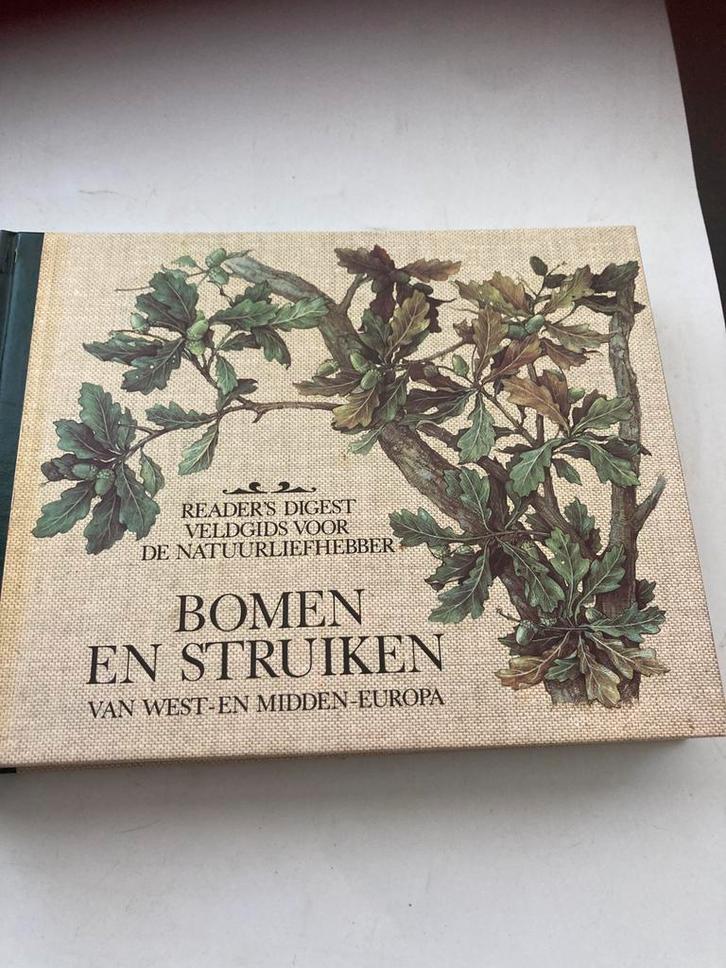 READER'S DIGEST
VELDGIDS VOOR
DE NATUURLIEFHEBBER
BOMEN
EN STRUIKEN
VAN WEST- EN MIDDEN-EUROPA